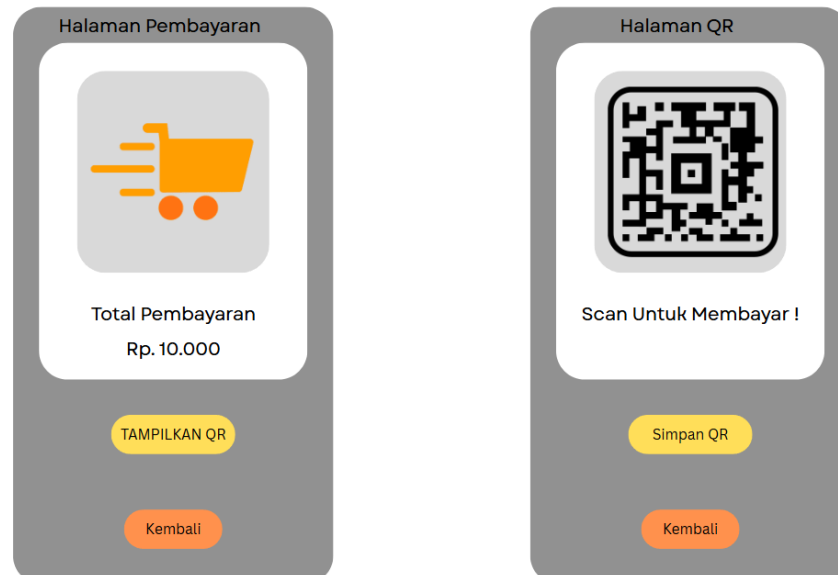 Halaman Pembayaran
Total Pembayaran
Rp. 10.000
TAMPILKAN QR
Kembali
Halaman QR
Scan Untuk Membayar !
Simpan QR
Kembali